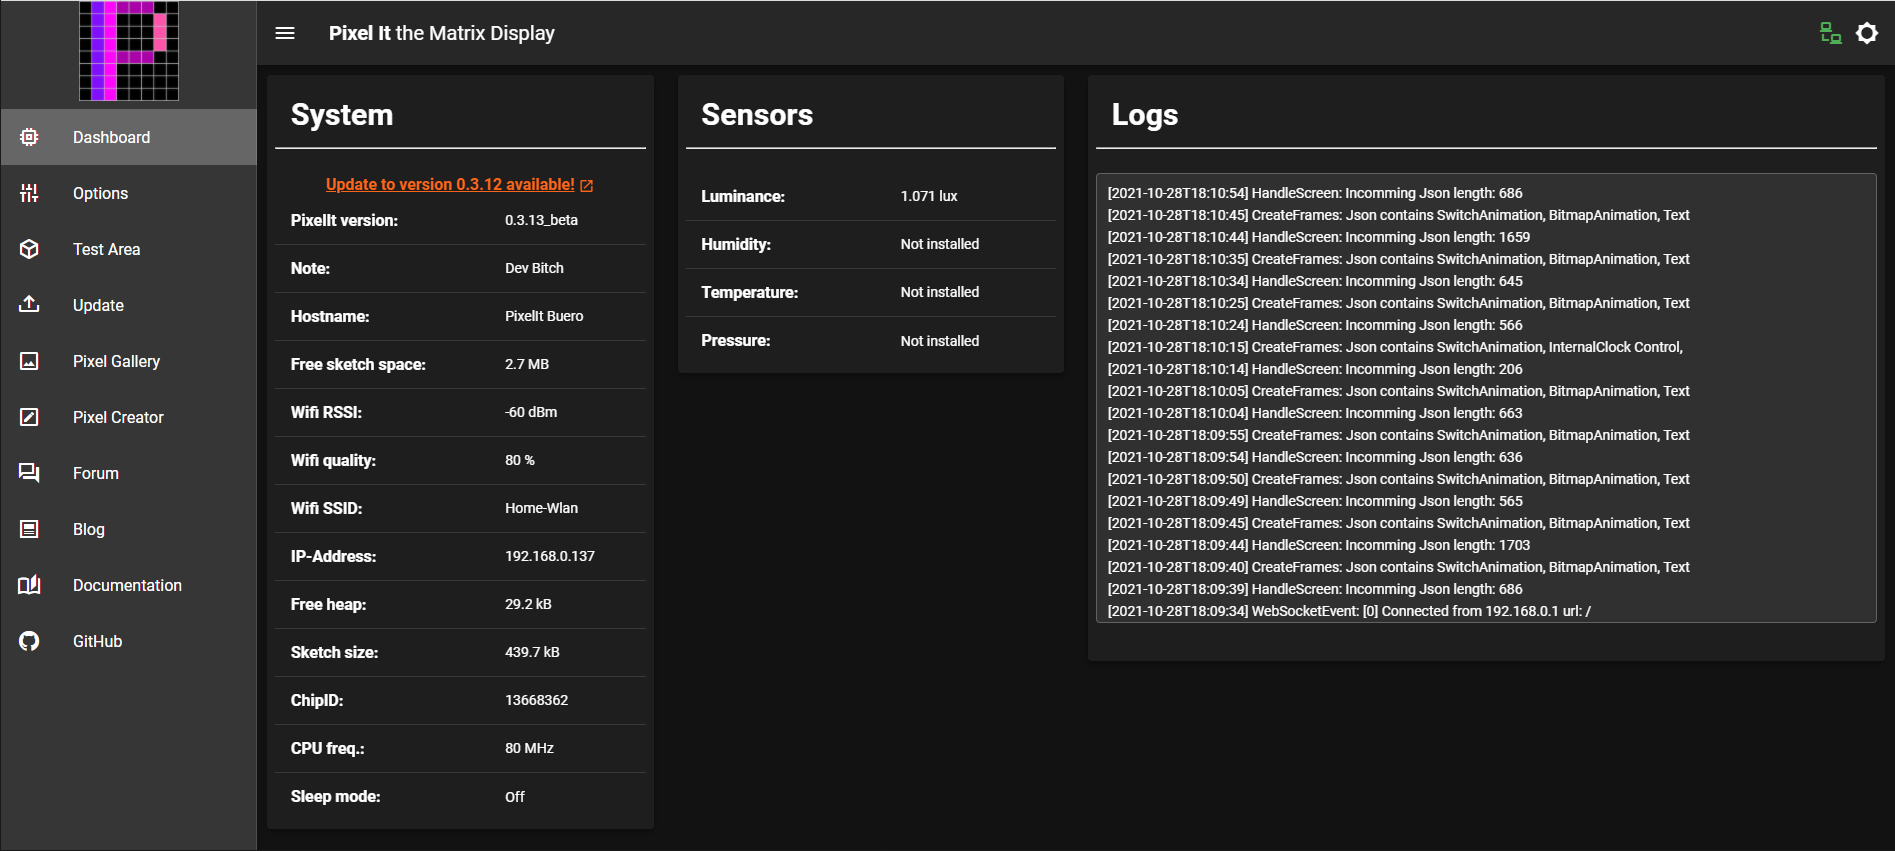 Pixel It the Matrix Display
Dashboard
Options
Test Area
Update
Pixel Gallery
Pixel Creator
Forum
Blog
Documentation
GitHub
System
Update to version 0.3.12 available!
PixelIt version: 0.3.13_beta
Note: Dev Bitch
Hostname: PixelIt Buero
Free sketch space: 2.7 MB
Wifi RSSI: -60 dBm
Wifi quality: 80 %
Wifi SSID: Home-Wlan
IP-Address: 192.168.0.137
Free heap: 29.2 kB
Sketch size: 439.7 kB
ChipID: 13668362
CPU freq.: 80 MHz
Sleep mode: Off
Sensors
Luminance: 1.071 lux
Humidity: Not installed
Temperature: Not installed
Pressure: Not installed
Logs
[2021-10-28T18:10:54] HandleScreen: Incomming Json length: 686
[2021-10-28T18:10:45] CreateFrames: Json contains SwitchAnimation, BitmapAnimation, Text
[2021-10-28T18:10:44] HandleScreen: Incomming Json length: 1659
[2021-10-28T18:10:35] CreateFrames: Json contains SwitchAnimation, BitmapAnimation, Text
[2021-10-28T18:10:34] HandleScreen: Incomming Json length: 645
[2021-10-28T18:10:25] CreateFrames: Json contains SwitchAnimation, BitmapAnimation, Text
[2021-10-28T18:10:24] HandleScreen: Incomming Json length: 566
[2021-10-28T18:10:15] CreateFrames: Json contains SwitchAnimation, InternalClock Control,
[2021-10-28T18:10:14] HandleScreen: Incomming Json length: 206
[2021-10-28T18:10:05] CreateFrames: Json contains SwitchAnimation, BitmapAnimation, Text
[2021-10-28T18:10:04] HandleScreen: Incomming Json length: 663
[2021-10-28T18:09:55] CreateFrames: Json contains SwitchAnimation, BitmapAnimation, Text
[2021-10-28T18:09:54] HandleScreen: Incomming Json length: 636
[2021-10-28T18:09:50] CreateFrames: Json contains SwitchAnimation, BitmapAnimation, Text
[2021-10-28T18:09:49] HandleScreen: Incomming Json length: 565
[2021-10-28T18:09:45] CreateFrames: Json contains SwitchAnimation, BitmapAnimation, Text
[2021-10-28T18:09:44] HandleScreen: Incomming Json length: 1703
[2021-10-28T18:09:40] CreateFrames: Json contains SwitchAnimation, BitmapAnimation, Text
[2021-10-28T18:09:39] HandleScreen: Incomming Json length: 686
[2021-10-28T18:09:34] WebSocketEvent: [0] Connected from 192.168.0.1 url: /